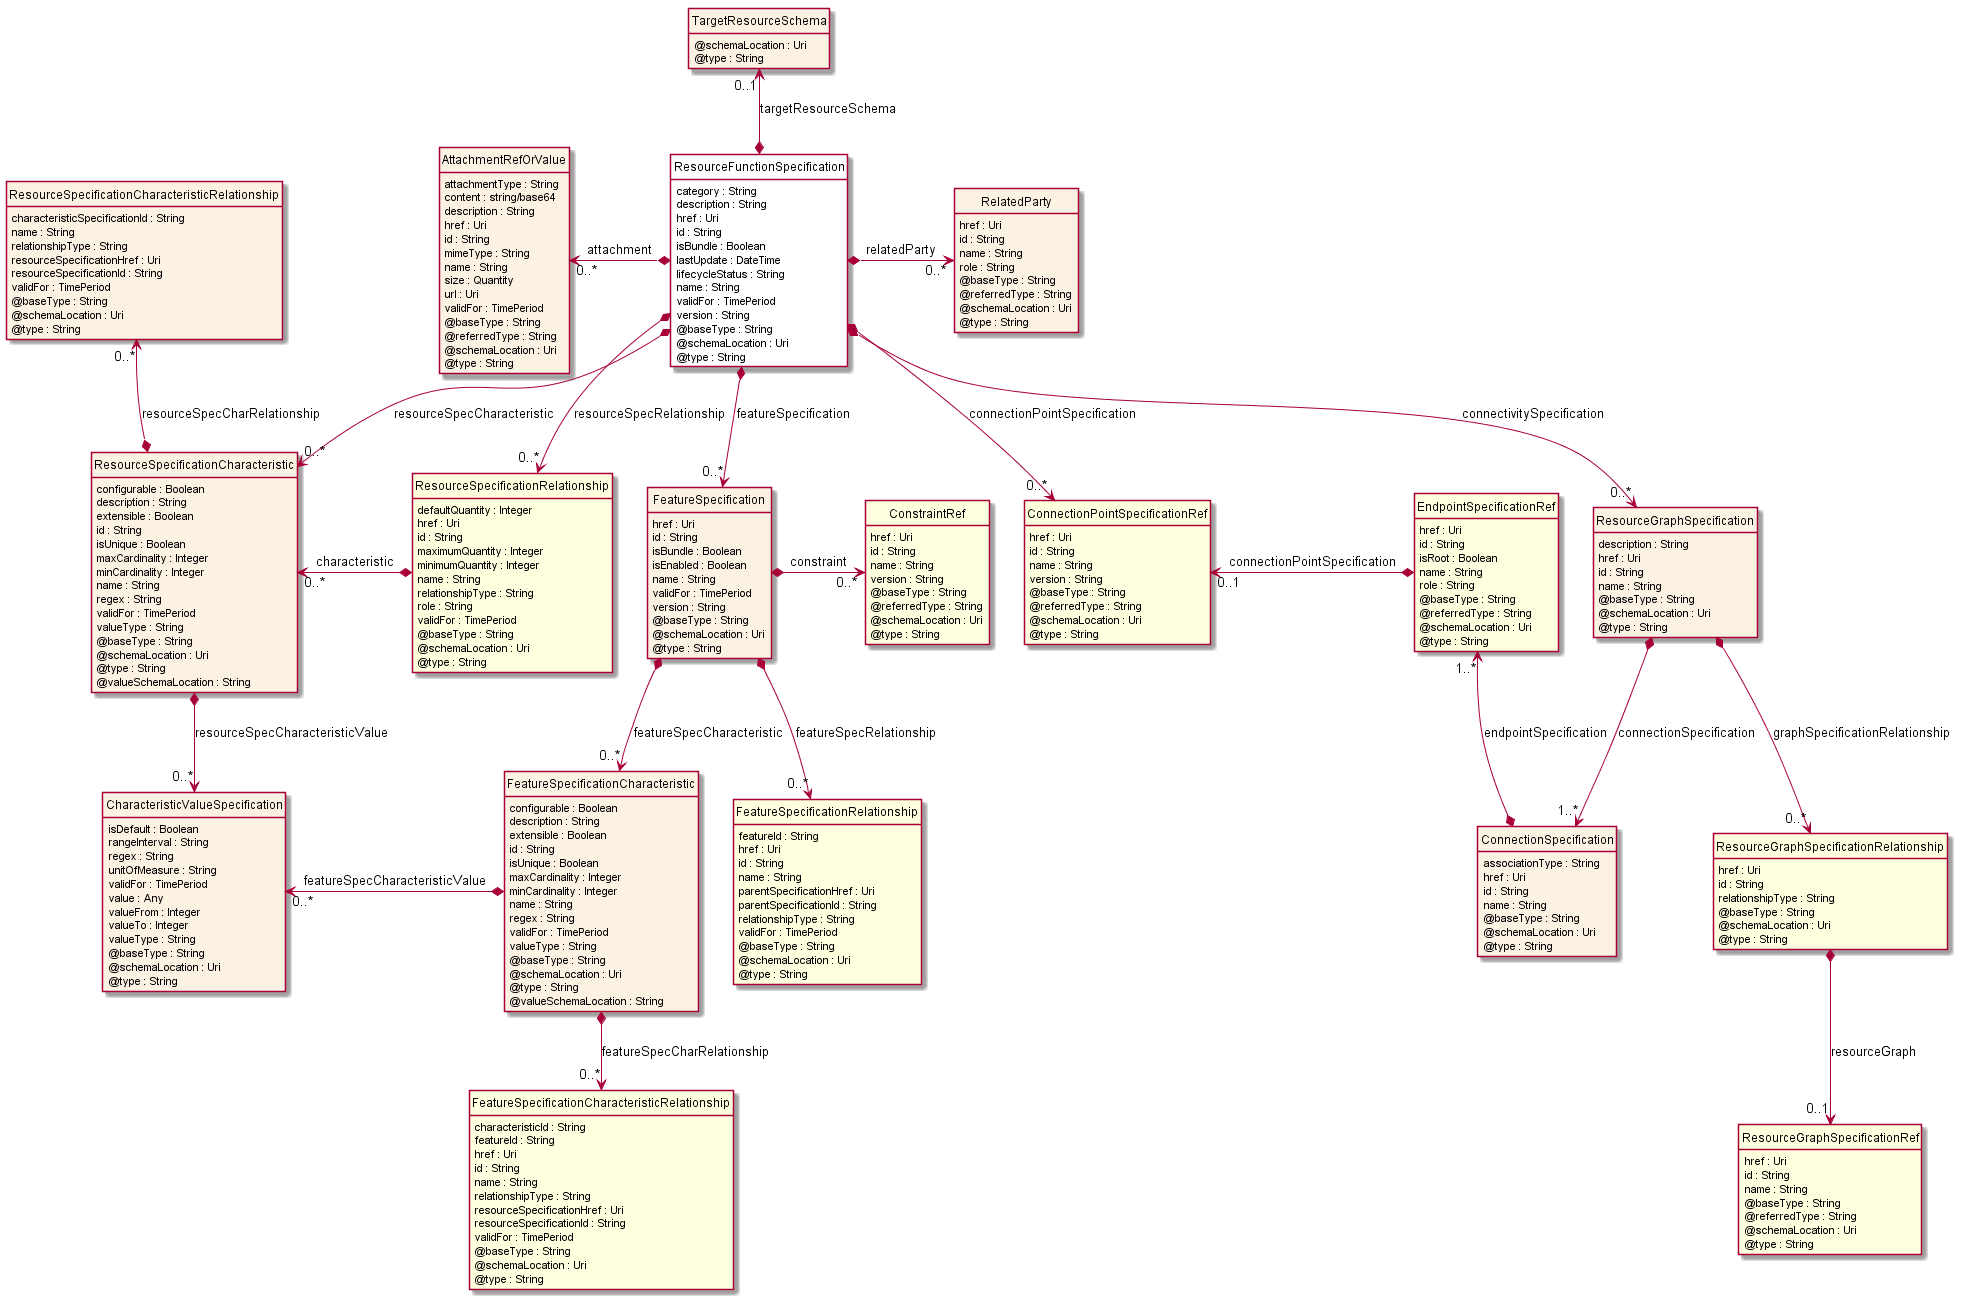 TargetResourceSchema
@schemaLocation : Uri
@type : String
0..1
targetResourceSchema
AttachmentRefOrValue
attachmentType : String
content : string/base64
description : String
href : Uri
id : String
mimeType : String
name : String
size : Quantity
url : Uri
validFor : TimePeriod
@baseType : String
@referredType : String
@schemaLocation : Uri
@type : String
attachment
0..*
ResourceFunctionSpecification
category : String
description : String
href : Uri
id : String
isBundle : Boolean
lastUpdate : DateTime
lifecycleStatus : String
name : String
validFor : TimePeriod
version : String
@baseType : String
@schemaLocation : Uri
@type : String
relatedParty
0..*
RelatedParty
href : Uri
id : String
name : String
role : String
@baseType : String
@referredType : String
@schemaLocation : Uri
@type : String
ResourceSpecificationCharacteristicRelationship
characteristicSpecificationId : String
name : String
relationshipType : String
resourceSpecificationHref : Uri
resourceSpecificationId : String
validFor : TimePeriod
@baseType : String
@schemaLocation : Uri
@type : String
0..*
resourceSpecCharRelationship
resourceSpecCharacteristic
resourceSpecRelationship
featureSpecification
connectionPointSpecification
connectivitySpecification
0..*
0..*
0..*
0..*
0..*
ResourceSpecificationCharacteristic
configurable : Boolean
description : String
extensible : Boolean
id : String
isUnique : Boolean
maxCardinality : Integer
minCardinality : Integer
name : String
regex : String
validFor : TimePeriod
valueType : String
@baseType : String
@schemaLocation : Uri
@type : String
@valueSchemaLocation : String
characteristic
0..*
ResourceSpecificationRelationship
defaultQuantity : Integer
href : Uri
id : String
maximumQuantity : Integer
minimumQuantity : Integer
name : String
relationshipType : String
role : String
validFor : TimePeriod
@baseType : String
@schemaLocation : Uri
@type : String
FeatureSpecification
href : Uri
id : String
isBundle : Boolean
isEnabled : Boolean
name : String
validFor : TimePeriod
version : String
@baseType : String
@schemaLocation : Uri
@type : String
constraint
0..*
ConstraintRef
href : Uri
id : String
name : String
version : String
@baseType : String
@referredType : String
@schemaLocation : Uri
@type : String
ConnectionPointSpecificationRef
href : Uri
id : String
name : String
version : String
@baseType : String
@referredType : String
@schemaLocation : Uri
@type : String
connectionPointSpecification
0..1
EndpointSpecificationRef
href : Uri
id : String
isRoot : Boolean
name : String
role : String
@baseType : String
@referredType : String
@schemaLocation : Uri
@type : String
ResourceGraphSpecification
description : String
href : Uri
id : String
name : String
@baseType : String
@schemaLocation : Uri
@type : String
1..*
resourceSpecCharacteristicValue
featureSpecCharacteristic
featureSpecRelationship
endpointSpecification
connectionSpecification
graphSpecificationRelationship
0..*
0..*
0..*
1..*
0..*
CharacteristicValueSpecification
isDefault : Boolean
rangeInterval : String
regex : String
unitOfMeasure : String
validFor : TimePeriod
value : Any
valueFrom : Integer
valueTo : Integer
valueType : String
@baseType : String
@schemaLocation : Uri
@type : String
featureSpecCharacteristicValue
0..*
FeatureSpecificationCharacteristic
configurable : Boolean
description : String
extensible : Boolean
id : String
isUnique : Boolean
maxCardinality : Integer
minCardinality : Integer
name : String
regex : String
validFor : TimePeriod
valueType : String
@baseType : String
@schemaLocation : Uri
@type : String
@valueSchemaLocation : String
FeatureSpecificationRelationship
featureId : String
href : Uri
id : String
name : String
parentSpecificationHref : Uri
parentSpecificationId : String
relationshipType : String
validFor : TimePeriod
@baseType : String
@schemaLocation : Uri
@type : String
ConnectionSpecification
associationType : String
href : Uri
id : String
name : String
@baseType : String
@schemaLocation : Uri
@type : String
ResourceGraphSpecificationRelationship
href : Uri
id : String
relationshipType : String
@baseType : String
@schemaLocation : Uri
@type : String
featureSpecCharRelationship
0..*
resourceGraph
0..1
FeatureSpecificationCharacteristicRelationship
characteristicId : String
featureId : String
href : Uri
id : String
name : String
relationshipType : String
resourceSpecificationHref : Uri
resourceSpecificationId : String
validFor : TimePeriod
@baseType : String
@schemaLocation : Uri
@type : String
ResourceGraphSpecificationRef
href : Uri
id : String
name : String
@baseType : String
@referredType : String
@schemaLocation : Uri
@type : String